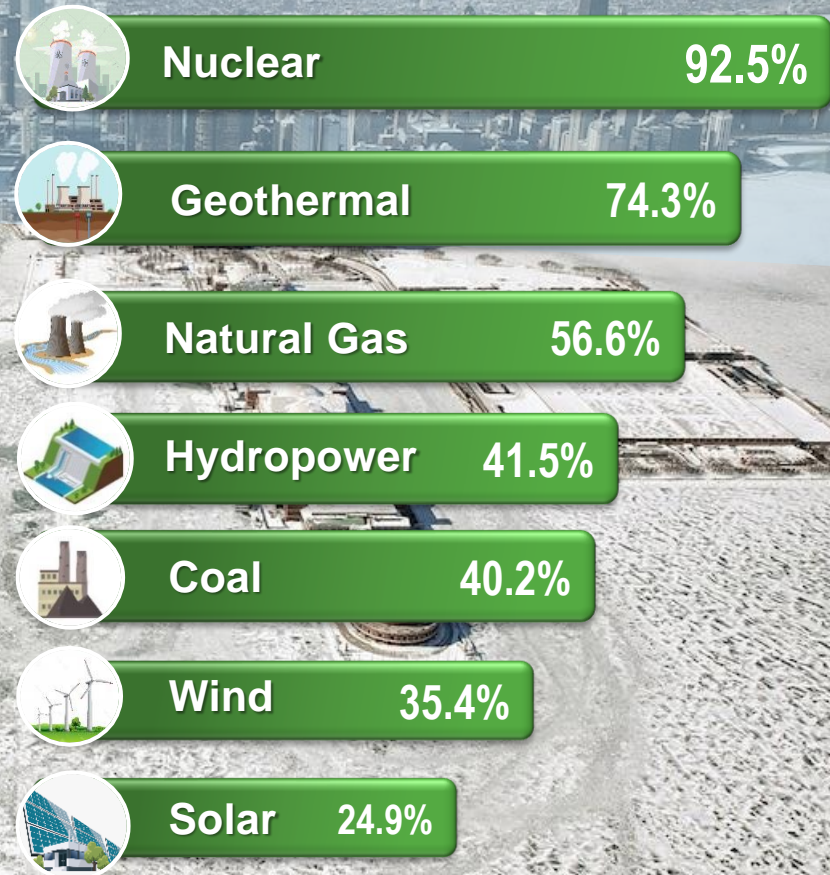 Nuclear 92.5%
Geothermal 74.3%
Natural Gas 56.6%
Hydropower 41.5%
Coal 40.2%
Wind 35.4%
Solar 24.9%